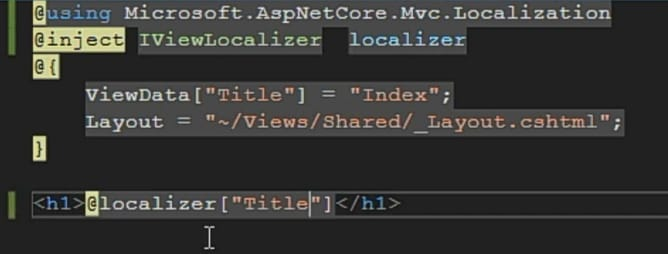 @using Microsoft.AspNetCore.Mvc.Localization
@inject IViewLocalizer localizer
@{
ViewData["Title"] = "Index";
Layout = "~/Views/Shared/_Layout.cshtml";
}
<h1>@localizer["Title"]</h1>